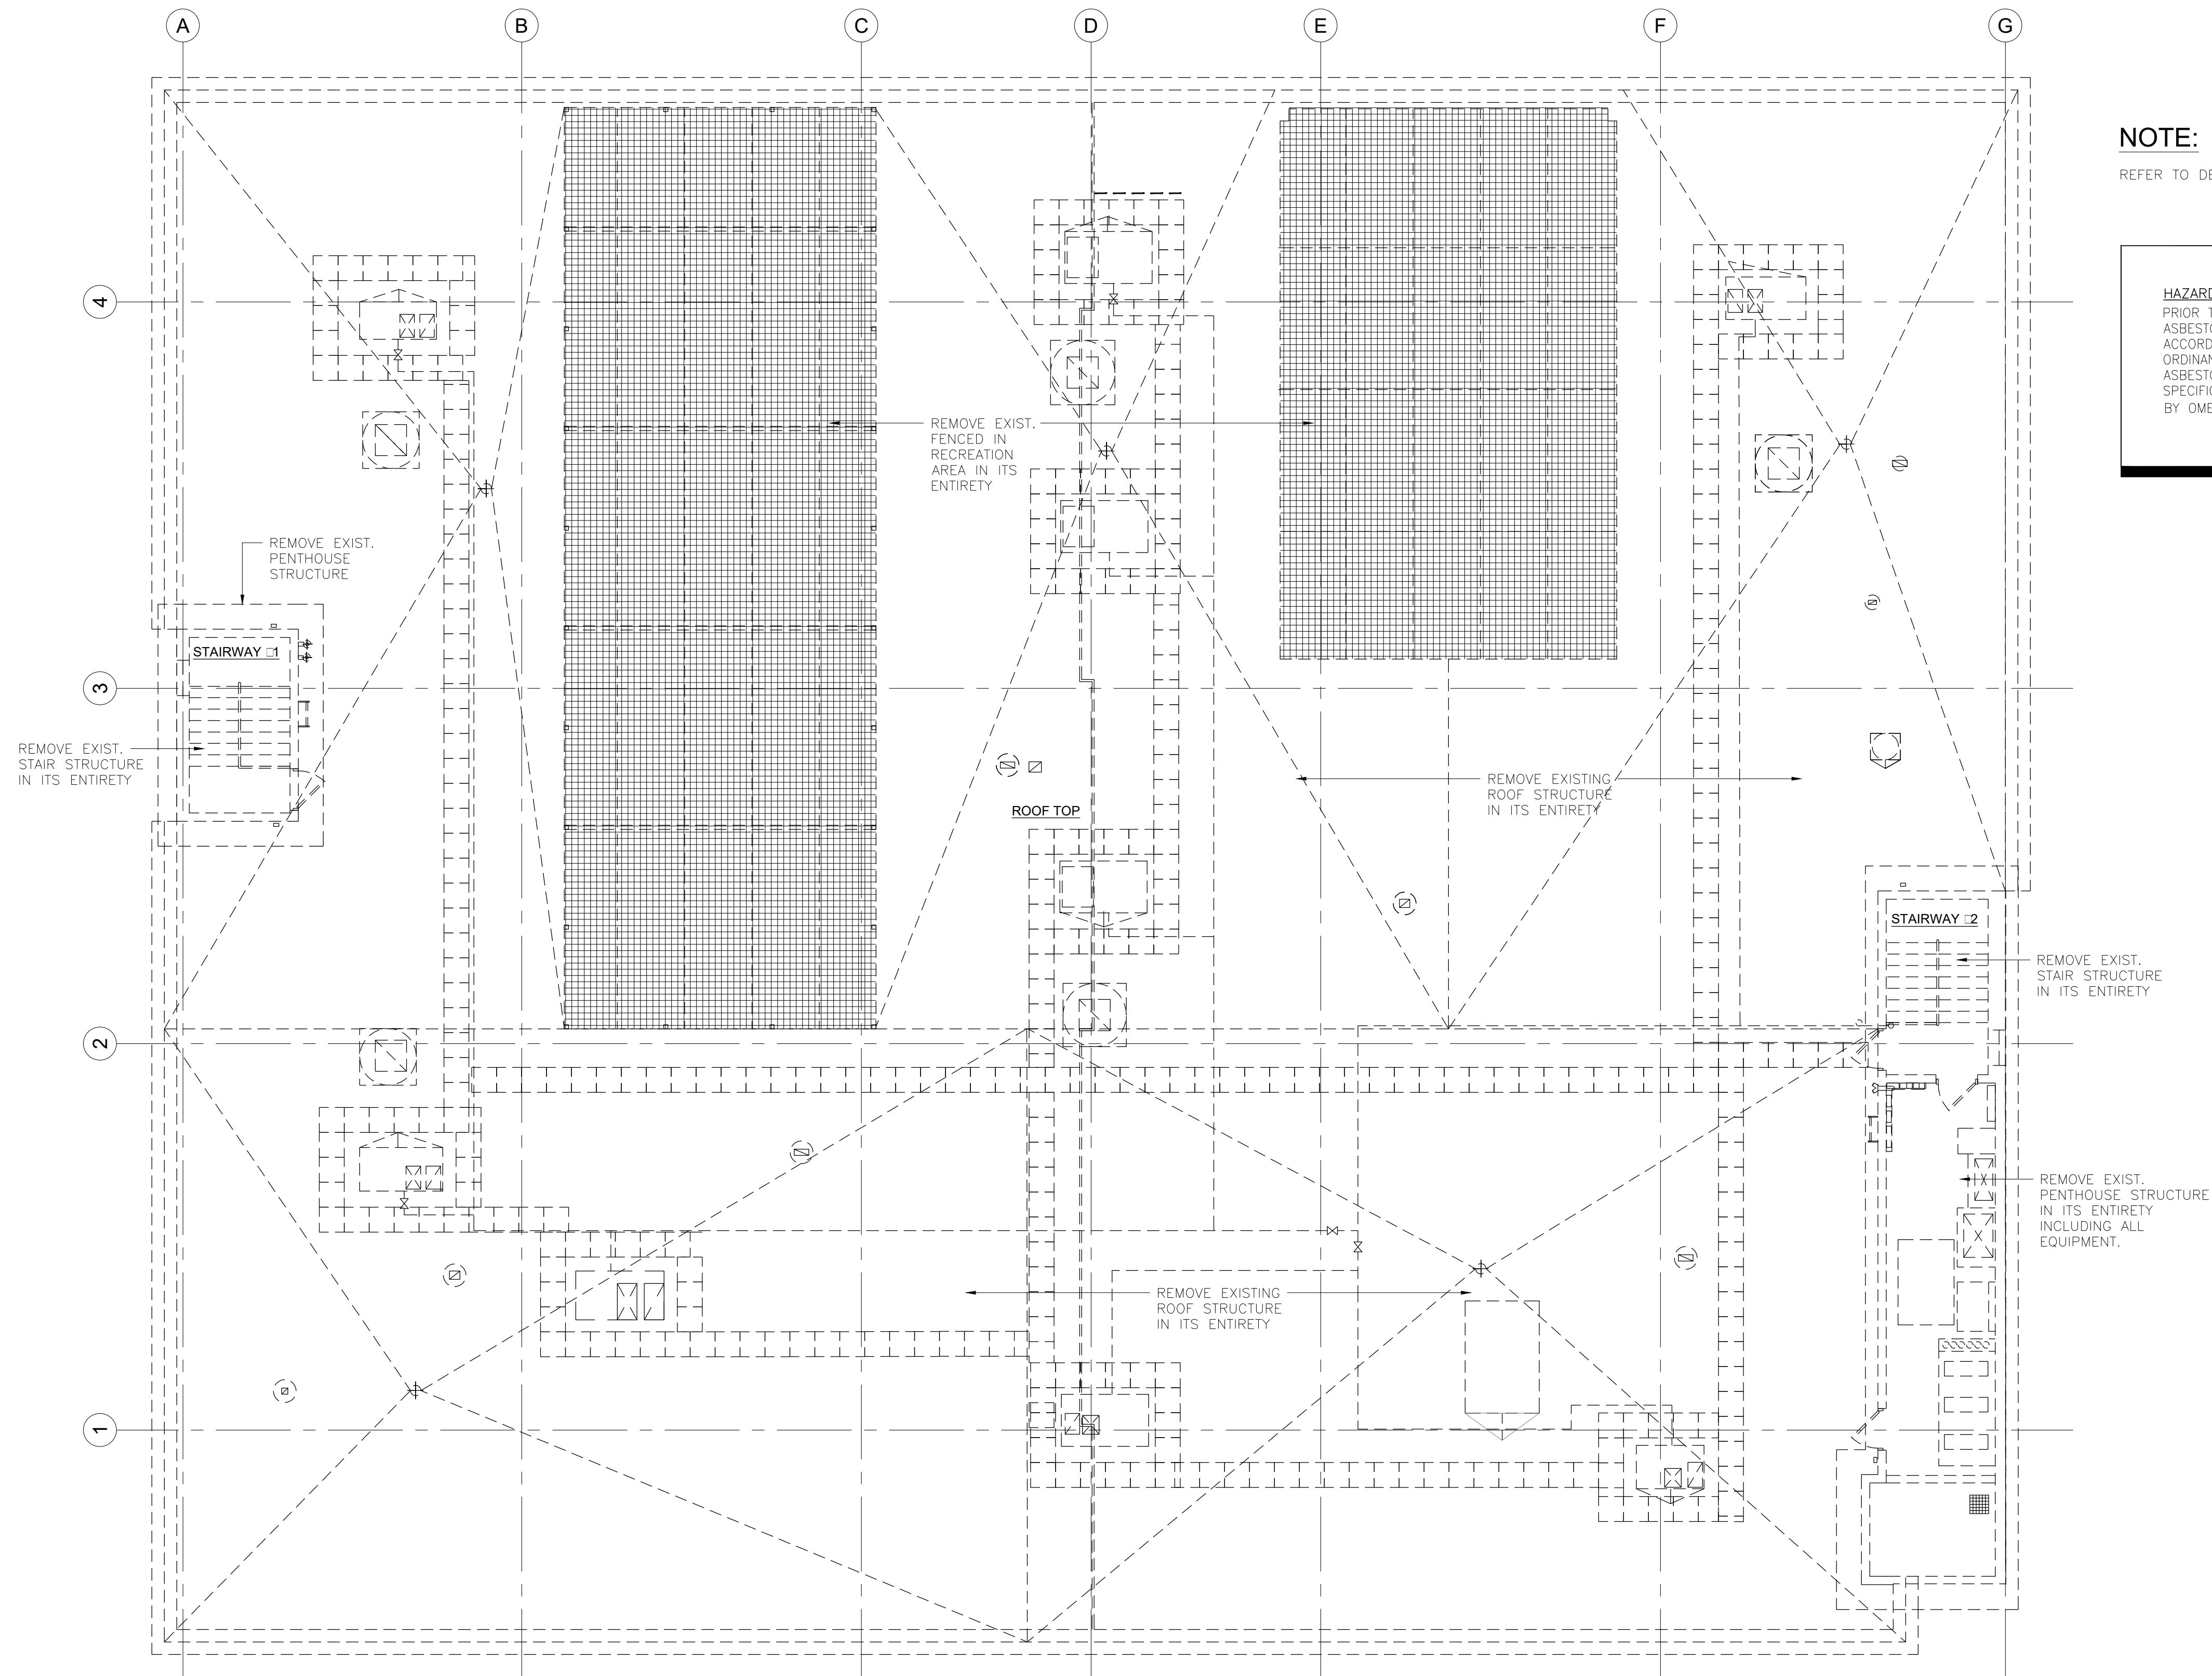 A
B
C
D
E
F
G
NOTE:
REFER TO
4
HAZARD
PRIOR
ASBESTO
ACCORD
ORDINAN
ASBESTO
SPECIFIC
BY OME
REMOVE EXIST.
FENCED IN
RECREATION
AREA IN ITS
ENTIRETY
REMOVE EXIST.
PENTHOUSE
STRUCTURE
STAIRWAY □1
3
REMOVE EXIST.
STAIR STRUCTURE
IN ITS ENTIRETY
REMOVE EXISTING
ROOF STRUCTURE
IN ITS ENTIRETY
ROOF TOP
STAIRWAY □2
REMOVE EXIST.
STAIR STRUCTURE
IN ITS ENTIRETY
2
REMOVE EXIST.
PENTHOUSE STRUCTURE
IN ITS ENTIRETY
INCLUDING ALL
EQUIPMENT.
REMOVE EXISTING
ROOF STRUCTURE
IN ITS ENTIRETY
1